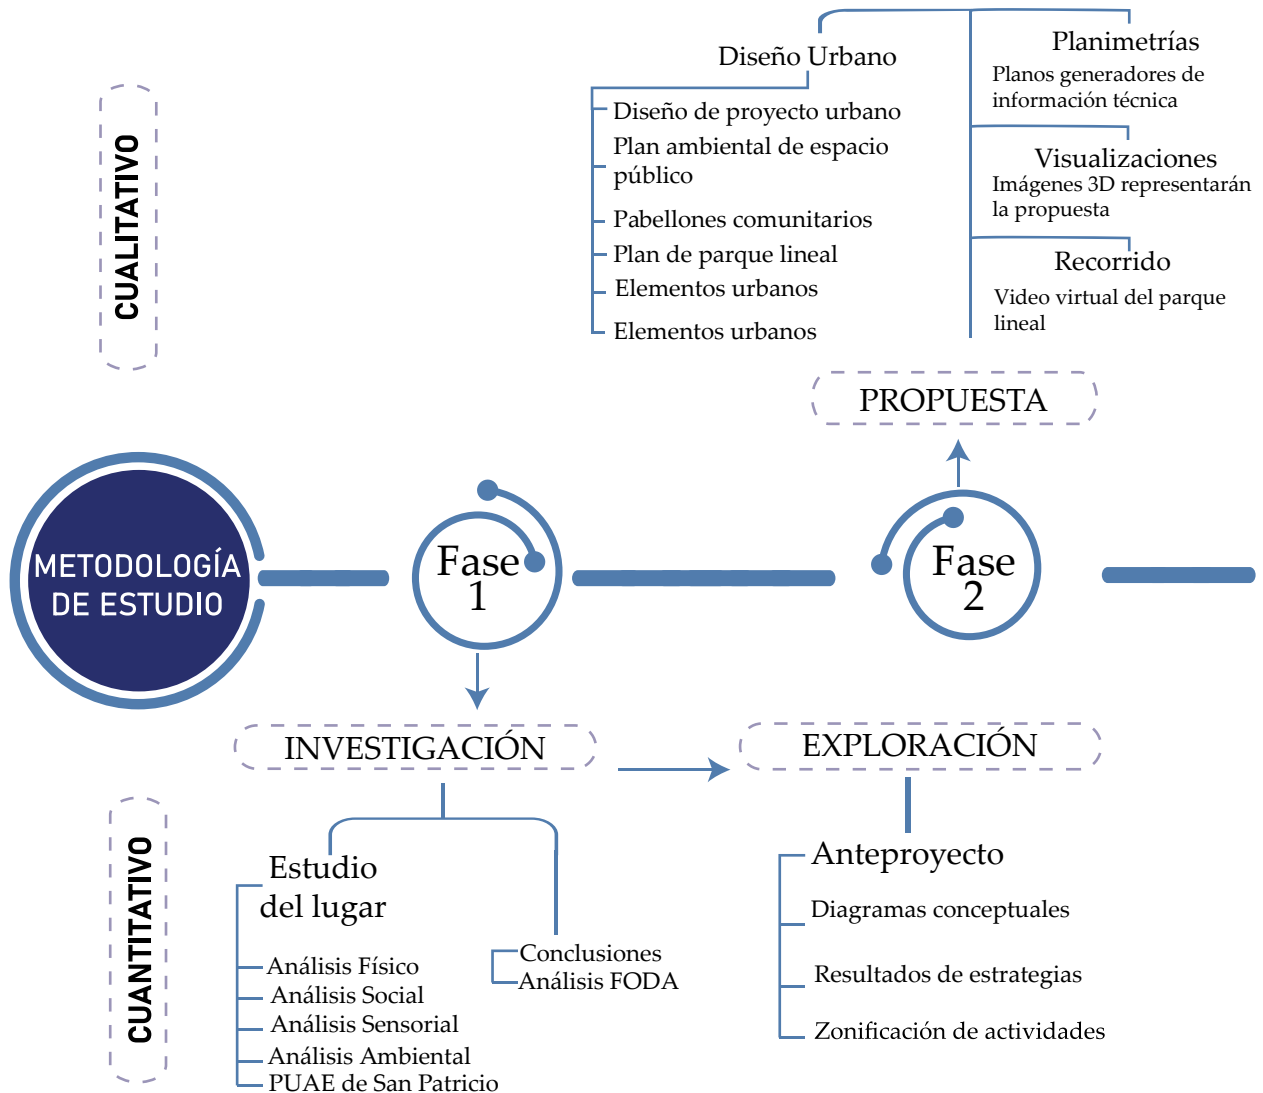 CUALITATIVO
Diseño Urbano
Diseño de proyecto urbano
Plan ambiental de espacio
público
Pabellones comunitarios
Plan de parque lineal
Elementos urbanos
Elementos urbanos
Planimetrías
Planos generadores de
información técnica
Visualizaciones
Imágenes 3D representarán
la propuesta
Recorrido
Video virtual del parque
lineal
PROPUESTA
METODOLOGÍA
DE ESTUDIO
Fase
1
Fase
2
INVESTIGACIÓN
EXPLORACIÓN
CUANTITATIVO
Estudio
del lugar
Análisis Físico
Análisis Social
Análisis Sensorial
Análisis Ambiental
PUAE de San Patricio
Conclusiones
Análisis FODA
Anteproyecto
Diagramas conceptuales
Resultados de estrategias
Zonificación de actividades